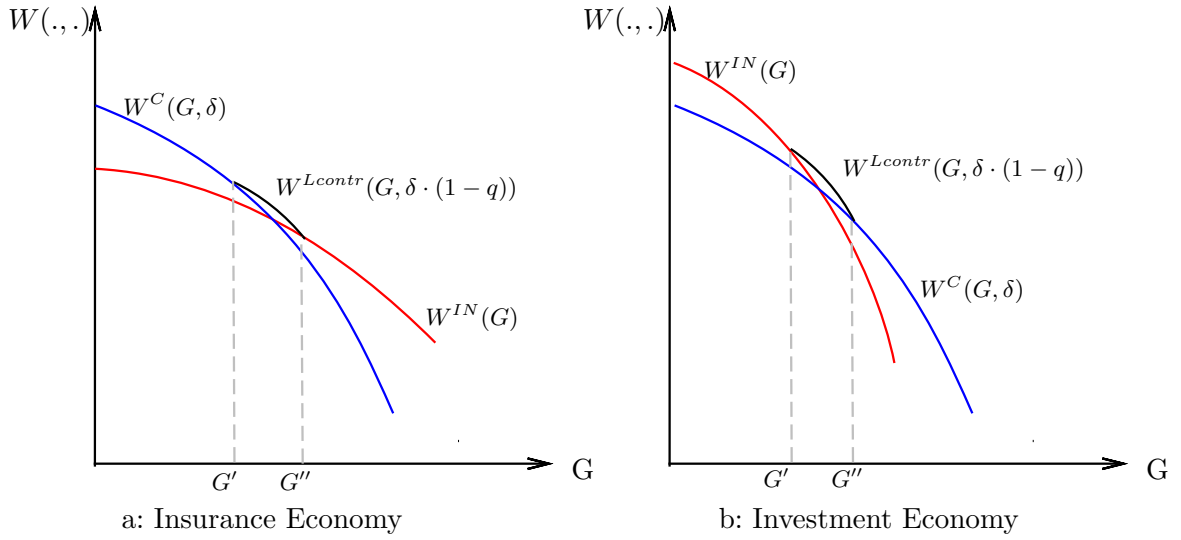 W(.,.)
W^C(G, δ)
W^{Lcontr}(G, δ · (1 − q))
W^{IN}(G)
G′
G′′
G
a: Insurance Economy
W(.,.)
W^{IN}(G)
W^{Lcontr}(G, δ · (1 − q))
W^C(G, δ)
G′
G′′
G
b: Investment Economy